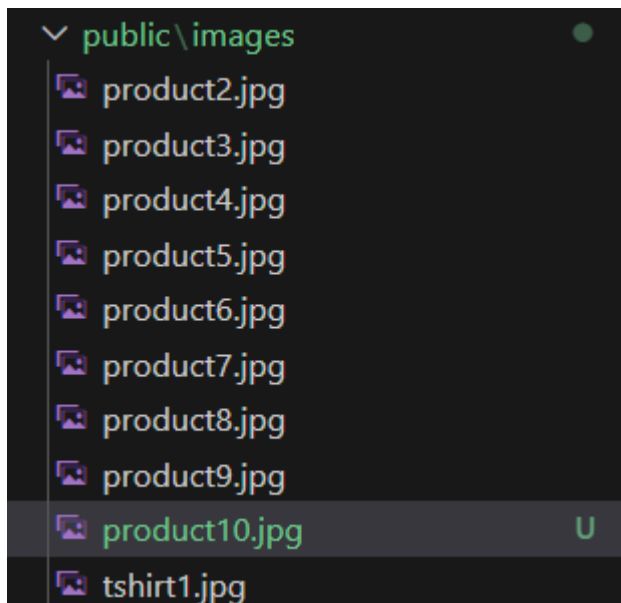 public\images
product2.jpg
product3.jpg
product4.jpg
product5.jpg
product6.jpg
product7.jpg
product8.jpg
product9.jpg
product10.jpg U
tshirt1.jpg